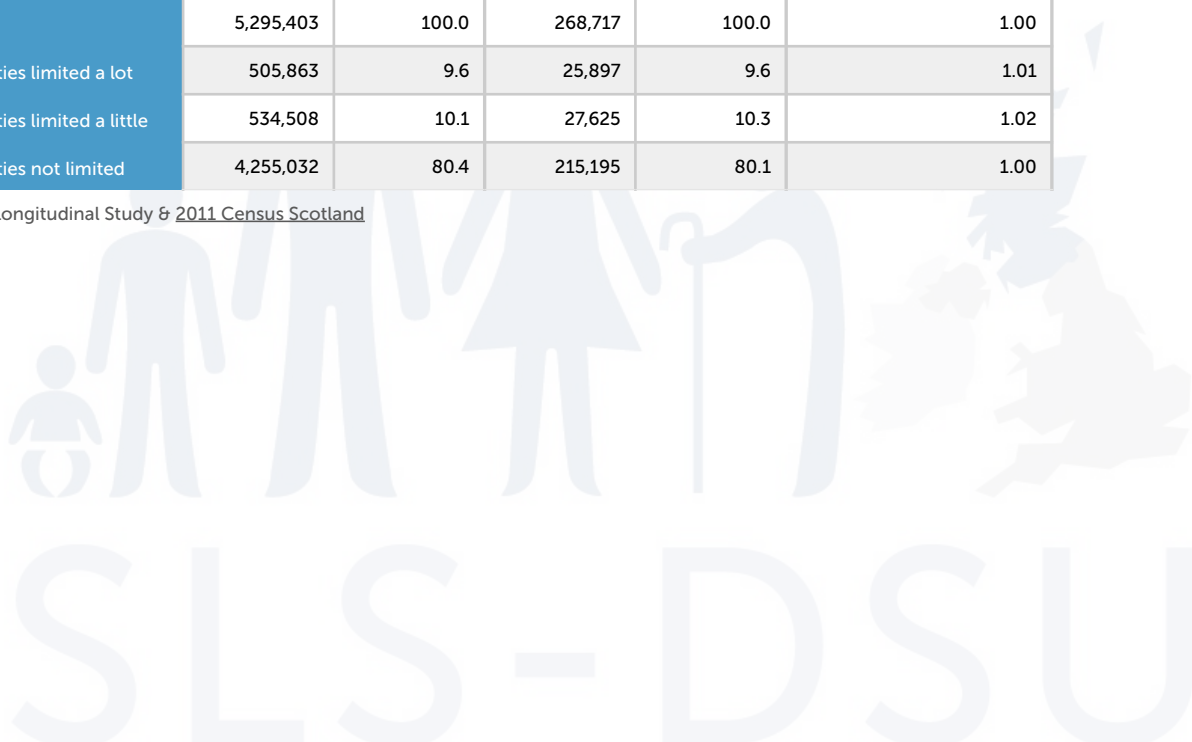 5,295,403 100.0 268,717 100.0 1.00
ties limited a lot 505,863 9.6 25,897 9.6 1.01
ties limited a little 534,508 10.1 27,625 10.3 1.02
ties not limited 4,255,032 80.4 215,195 80.1 1.00
ongitudinal Study & 2011 Census Scotland
SLS-DSU